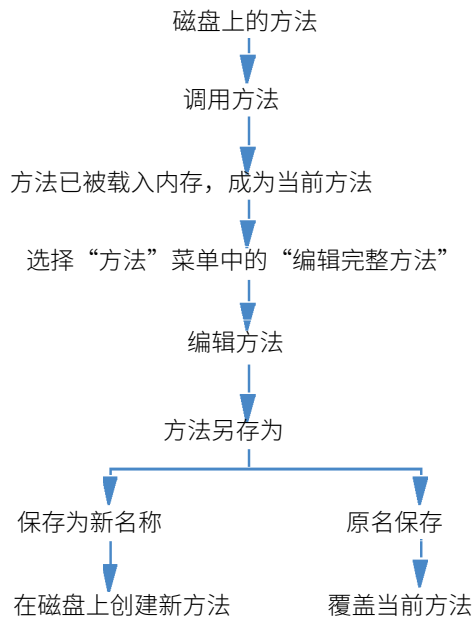 磁盘上的方法
调用方法
方法已被载入内存，成为当前方法
选择“方法”菜单中的“编辑完整方法”
编辑方法
方法另存为
保存为新名称
原名保存
在磁盘上创建新方法
覆盖当前方法